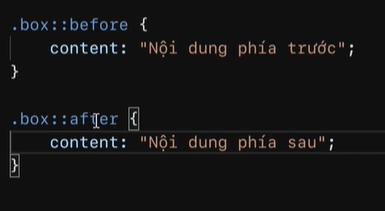 .box::before {
content: "Nội dung phía trước";
}
.box::after {
content: "Nội dung phía sau";
}